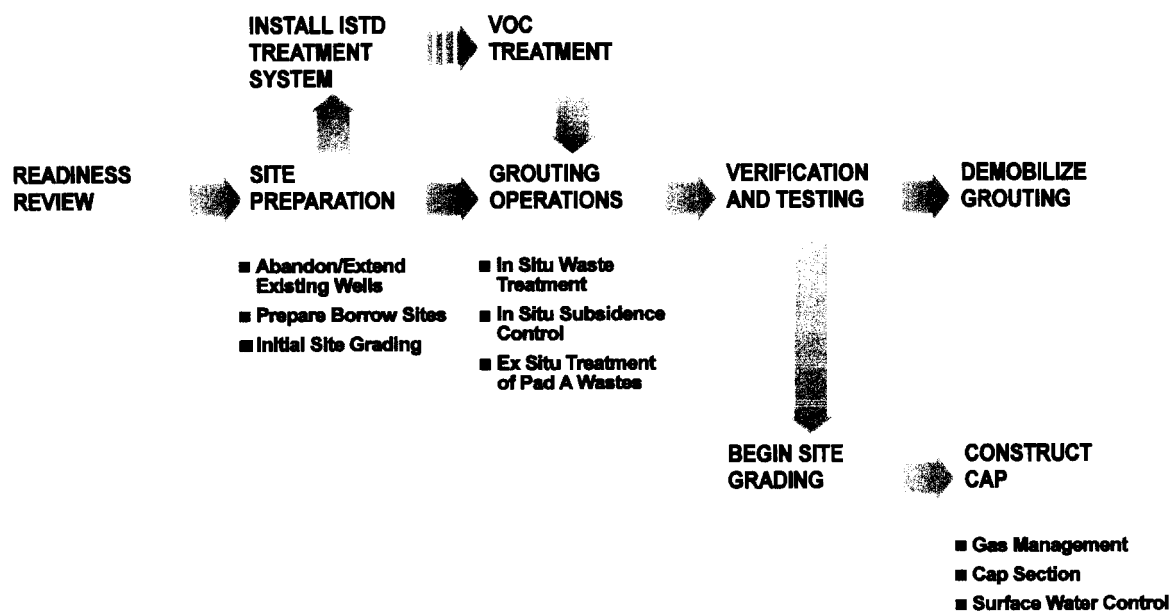 INSTALL ISTD
TREATMENT
SYSTEM
VOC
TREATMENT
READINESS
REVIEW
SITE
PREPARATION
GROUTING
OPERATIONS
VERIFICATION
AND TESTING
DEMOBILIZE
GROUTING
■ Abandon/Extend
Existing Wells
■ Prepare Borrow Sites
■ Initial Site Grading
■ In Situ Waste
Treatment
■ In Situ Subsidence
Control
■ Ex Situ Treatment
of Pad A Wastes
BEGIN SITE
GRADING
CONSTRUCT
CAP
■ Gas Management
■ Cap Section
■ Surface Water Control